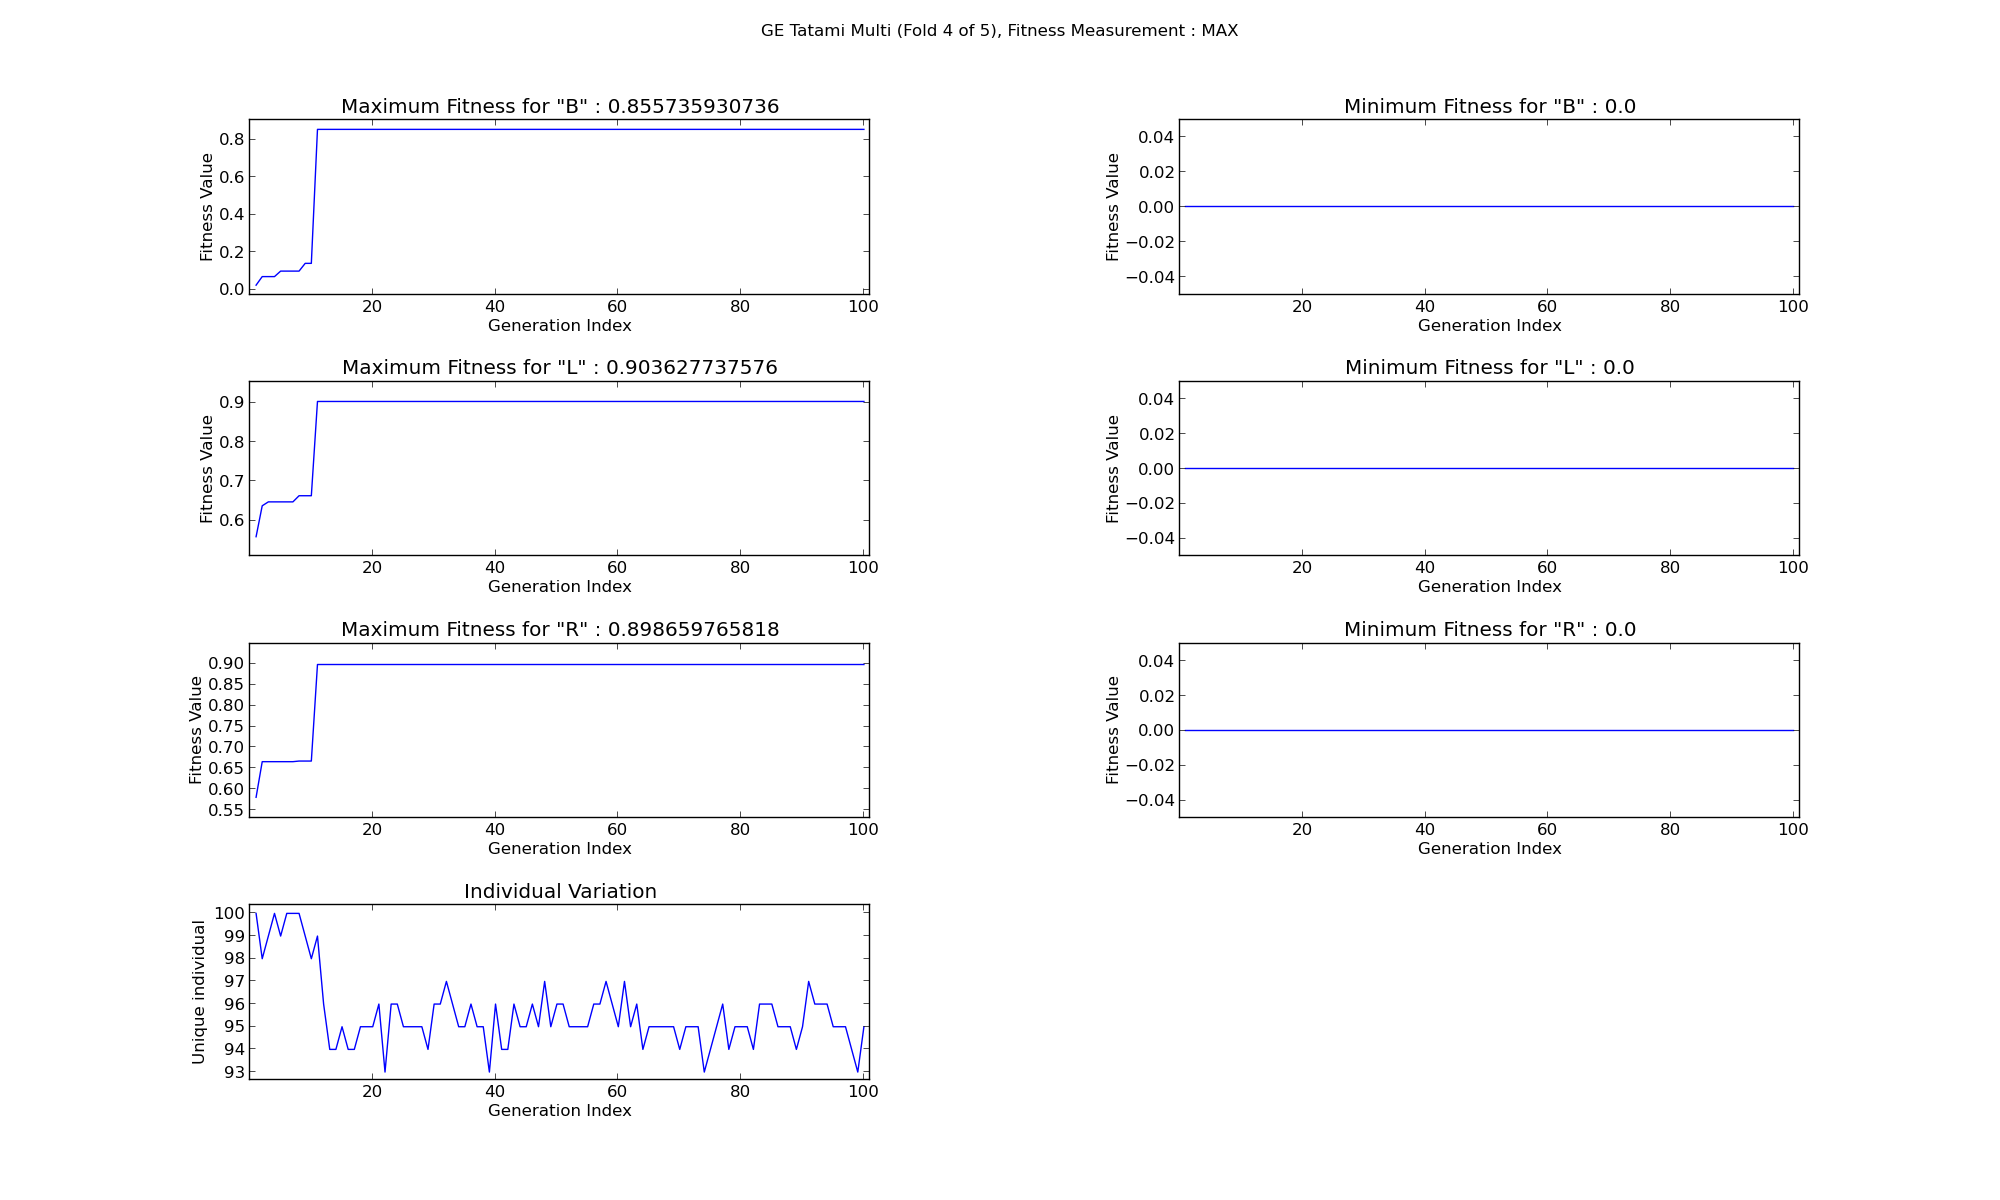 GE Tatami Multi (Fold 4 of 5), Fitness Measurement : MAX
Maximum Fitness for "B" : 0.855735930736
Fitness Value
0.8
0.6
0.4
0.2
0.0
20 40 60 80 100
Generation Index
Minimum Fitness for "B" : 0.0
Fitness Value
0.04
0.02
0.00
−0.02
−0.04
20 40 60 80 100
Generation Index
Maximum Fitness for "L" : 0.903627737576
Fitness Value
0.9
0.8
0.7
0.6
20 40 60 80 100
Generation Index
Minimum Fitness for "L" : 0.0
Fitness Value
0.04
0.02
0.00
−0.02
−0.04
20 40 60 80 100
Generation Index
Maximum Fitness for "R" : 0.898659765818
Fitness Value
0.90
0.85
0.80
0.75
0.70
0.65
0.60
0.55
20 40 60 80 100
Generation Index
Minimum Fitness for "R" : 0.0
Fitness Value
0.04
0.02
0.00
−0.02
−0.04
20 40 60 80 100
Generation Index
Individual Variation
Unique individual
100
99
98
97
96
95
94
93
20 40 60 80 100
Generation Index